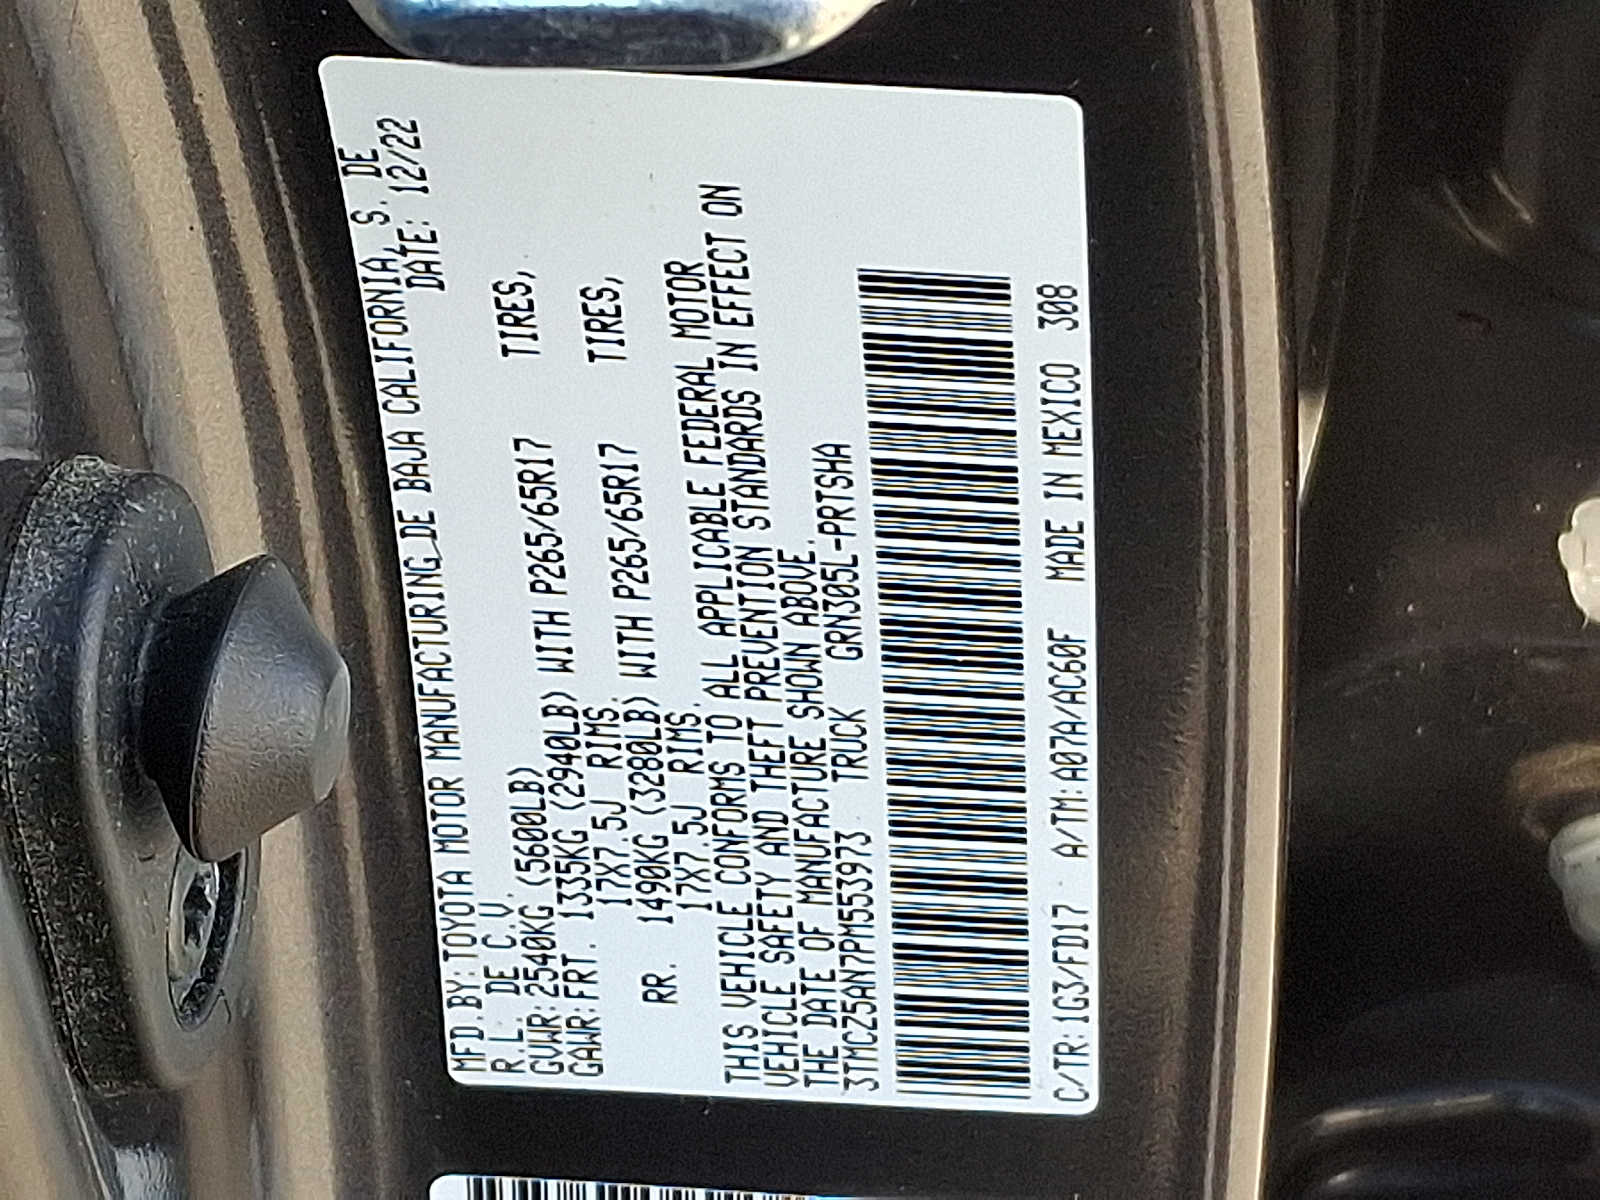 MFD.BY:TOYOTA MOTOR MANUFACTURING DE BAJA CALIFORNIA, S. DE
R.L. DE C.V. DATE: 12/22
GVWR:2540KG (5600LB)
GAWR:FRT. 1335KG (2940LB) WITH P265/65R17 TIRES,
17X7.5J RIMS.
RR. 1490KG (3280LB) WITH P265/65R17 TIRES,
17X7.5J RIMS.
THIS VEHICLE CONFORMS TO ALL APPLICABLE FEDERAL MOTOR
VEHICLE SAFETY AND THEFT PREVENTION STANDARDS IN EFFECT ON
THE DATE OF MANUFACTURE SHOWN ABOVE.
3TMCZ5AN7PM553973 TRUCK GRN305L-PRTSHA
C/TR:1G3/FD17 A/TM:A07A/AC60F MADE IN MEXICO 308